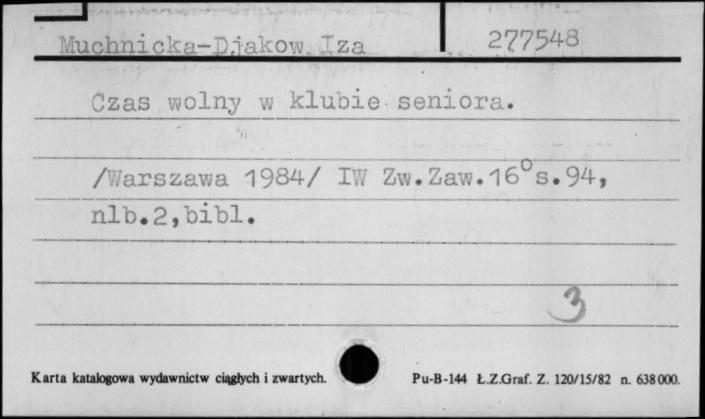 Muchnicka-Djakow Iza 277548
Czas wolny w klubie seniora.
/Warszawa 1984/ IW Zw.Zaw.16°s.94,
nlb.2,bibl.
3
Karta katalogowa wydawnictw ciągłych i zwartych. Pu-B-144 Ł.Z.Graf. Z. 120/15/82 n. 638000.